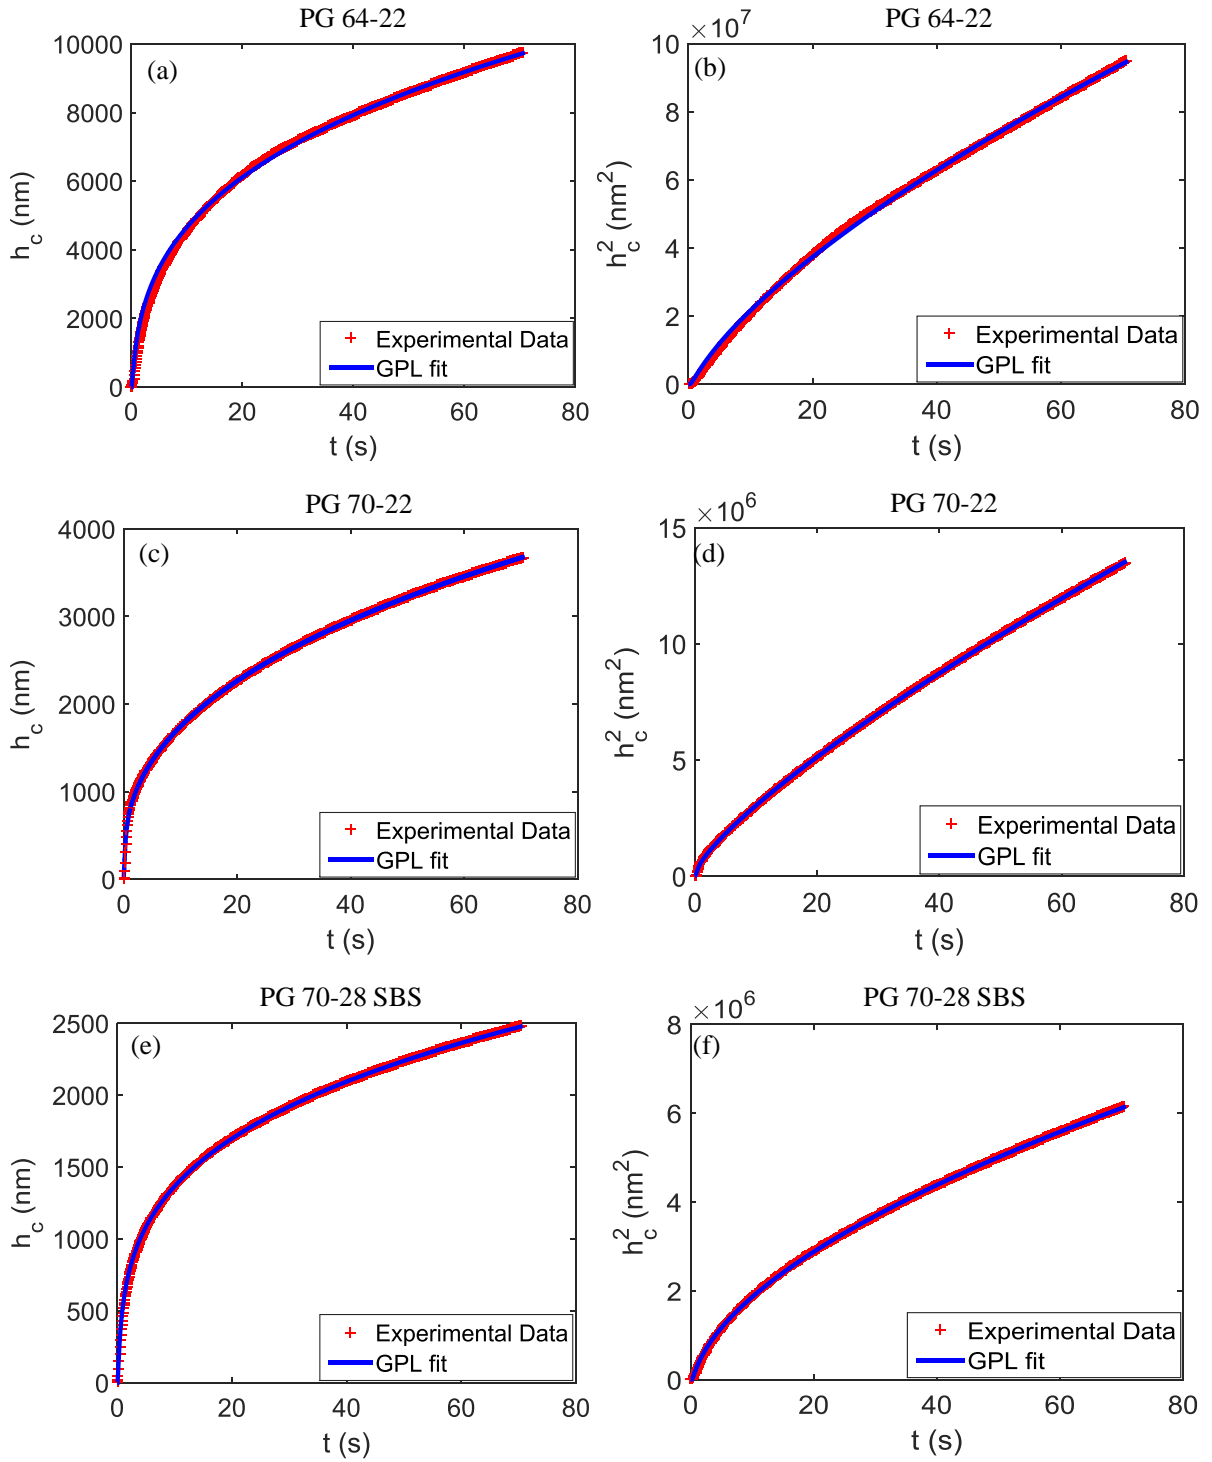 PG 64-22
(a)
10000
8000
6000
4000
2000
0
h_c (nm)
0 20 40 60 80
t (s)
Experimental Data
GPL fit
PG 64-22
×10^7
(b)
10
8
6
4
2
0
h_c^2 (nm^2)
0 20 40 60 80
t (s)
Experimental Data
GPL fit
PG 70-22
(c)
4000
3000
2000
1000
0
h_c (nm)
0 20 40 60 80
t (s)
Experimental Data
GPL fit
PG 70-22
×10^6
(d)
15
10
5
0
h_c^2 (nm^2)
0 20 40 60 80
t (s)
Experimental Data
GPL fit
PG 70-28 SBS
(e)
2500
2000
1500
1000
500
0
h_c (nm)
0 20 40 60 80
t (s)
Experimental Data
GPL fit
PG 70-28 SBS
×10^6
(f)
8
6
4
2
0
h_c^2 (nm^2)
0 20 40 60 80
t (s)
Experimental Data
GPL fit